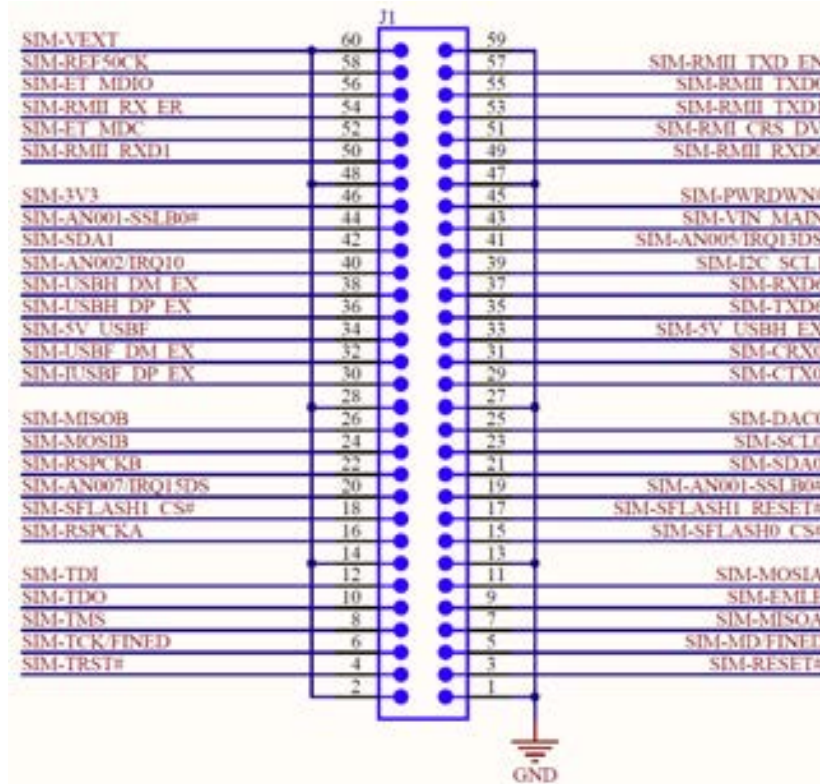 J1
SIM-VEXT 60 59
SIM-REF50CK 58 57 SIM-RMII TXD EN
SIM-ET MDIO 56 55 SIM-RMII TXD0
SIM-RMII RX ER 54 53 SIM-RMII TXD1
SIM-ET MDC 52 51 SIM-RMI CRS DV
SIM-RMII RXD1 50 49 SIM-RMII RXD0
48 47
SIM-3V3 46 45 SIM-PWRDWN0
SIM-AN001-SSLB0# 44 43 SIM-VIN MAIN
SIM-SDA1 42 41 SIM-AN005/IRQ13DS
SIM-AN002/IRQ10 40 39 SIM-I2C SCL1
SIM-USBH DM EX 38 37 SIM-RXD6
SIM-USBH DP EX 36 35 SIM-TXD6
SIM-5V USBF 34 33 SIM-5V USBH EX
SIM-USBF DM EX 32 31 SIM-CRX0
SIM-IUSBF DP EX 30 29 SIM-CTX0
28 27
SIM-MISOB 26 25 SIM-DAC0
SIM-MOSIB 24 23 SIM-SCL0
SIM-RSPCKB 22 21 SIM-SDA0
SIM-AN007/IRQ15DS 20 19 SIM-AN001-SSLB0#
SIM-SFLASH1 CS# 18 17 SIM-SFLASH1 RESET#
SIM-RSPCKA 16 15 SIM-SFLASH0 CS#
14 13
SIM-TDI 12 11 SIM-MOSIA
SIM-TDO 10 9 SIM-EMLE
SIM-TMS 8 7 SIM-MISOA
SIM-TCK/FINED 6 5 SIM-MD/FINED
SIM-TRST# 4 3 SIM-RESET#
2 1
GND